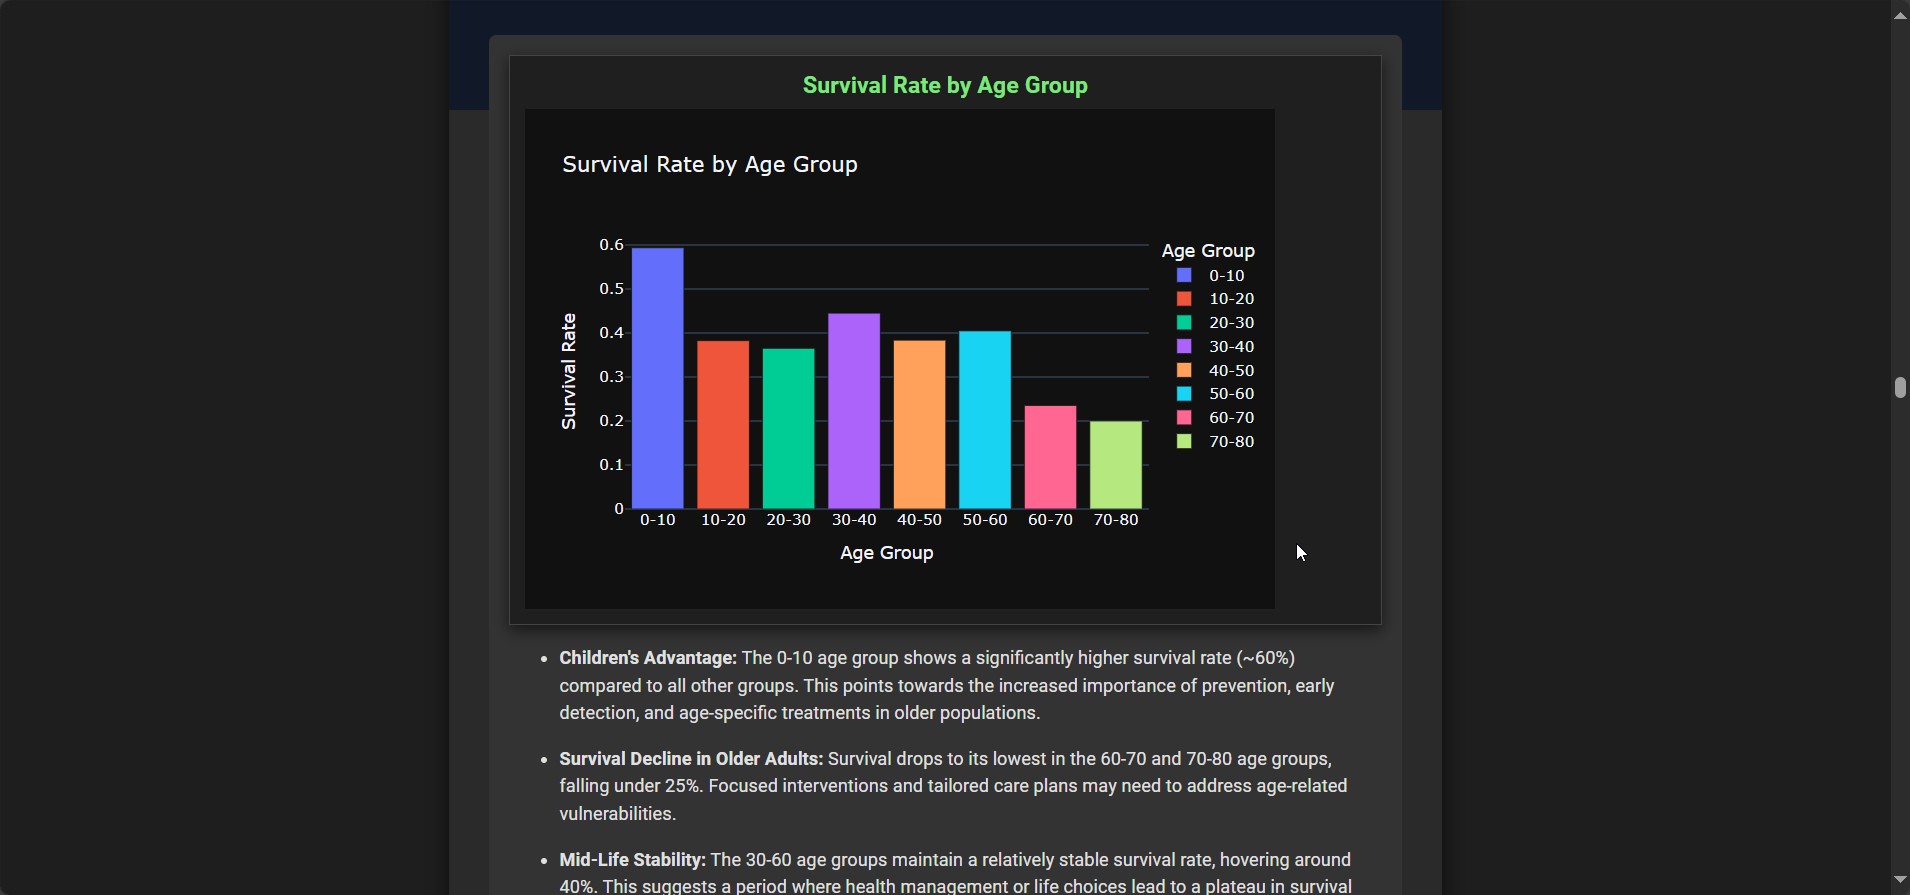 Survival Rate by Age Group
Survival Rate by Age Group
Survival Rate
0.6
0.5
0.4
0.3
0.2
0.1
0
0-10 10-20 20-30 30-40 40-50 50-60 60-70 70-80
Age Group
Age Group
0-10
10-20
20-30
30-40
40-50
50-60
60-70
70-80
• Children's Advantage: The 0-10 age group shows a significantly higher survival rate (~60%)
compared to all other groups. This points towards the increased importance of prevention, early
detection, and age-specific treatments in older populations.
• Survival Decline in Older Adults: Survival drops to its lowest in the 60-70 and 70-80 age groups,
falling under 25%. Focused interventions and tailored care plans may need to address age-related
vulnerabilities.
• Mid-Life Stability: The 30-60 age groups maintain a relatively stable survival rate, hovering around
40%. This suggests a period where health management or life choices lead to a plateau in survival